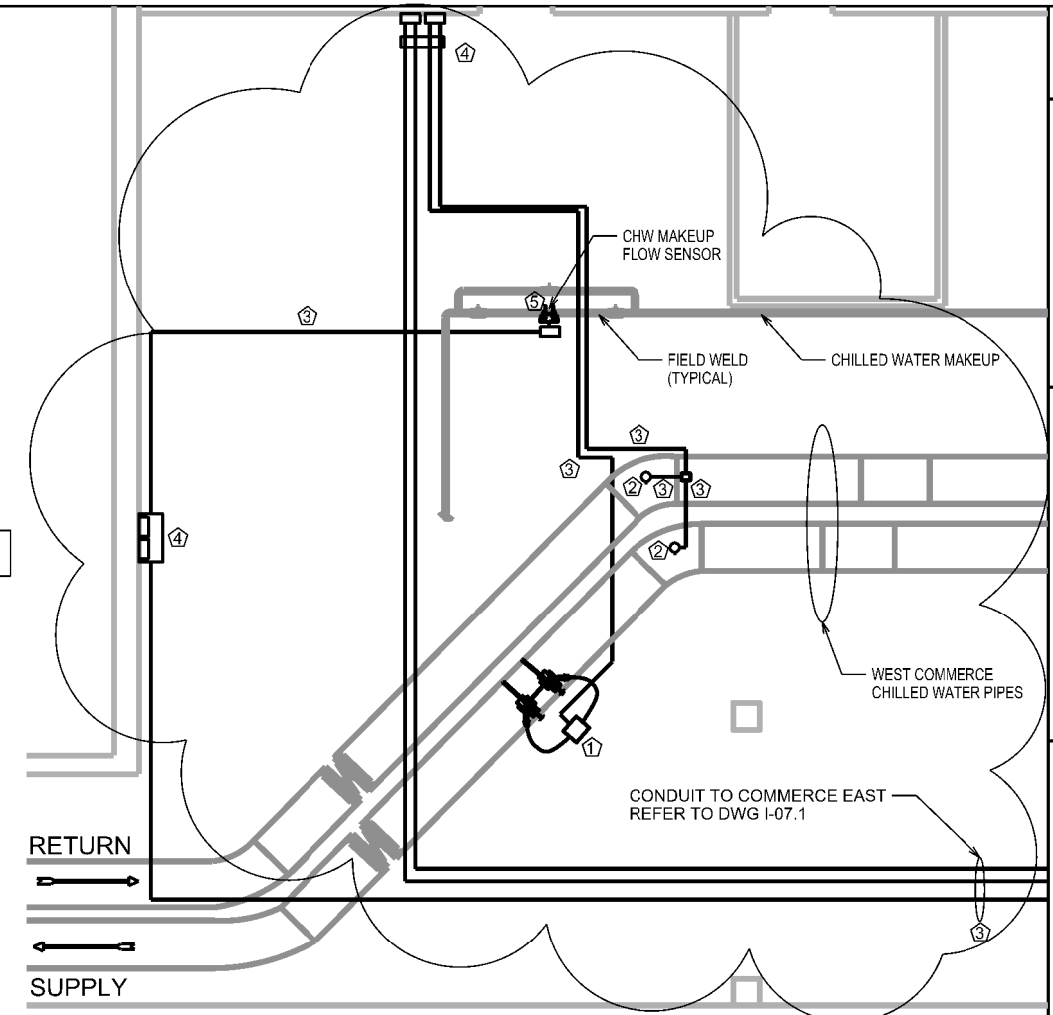 4
CHW MAKEUP
FLOW SENSOR
5
3
FIELD WELD
(TYPICAL)
CHILLED WATER MAKEUP
3
3
2
3
3
4
2
WEST COMMERCE
CHILLED WATER PIPES
1
CONDUIT TO COMMERCE EAST
REFER TO DWG I-07.1
RETURN
3
SUPPLY